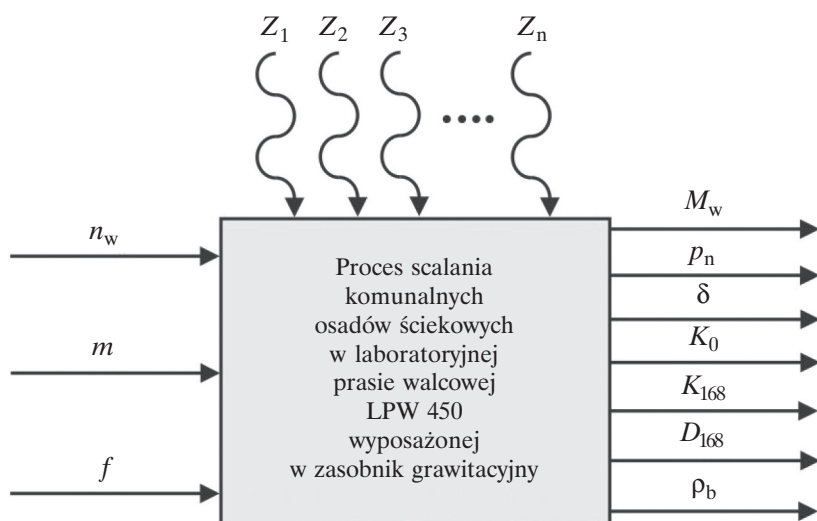 Z1 Z2 Z3 Zn
....
nw
m
f
Proces scalania
komunalnych
osadów ściekowych
w laboratoryjnej
prasie walcowej
LPW 450
wyposażonej
w zasobnik grawitacyjny
Mw
pn
δ
K0
K168
D168
ρb